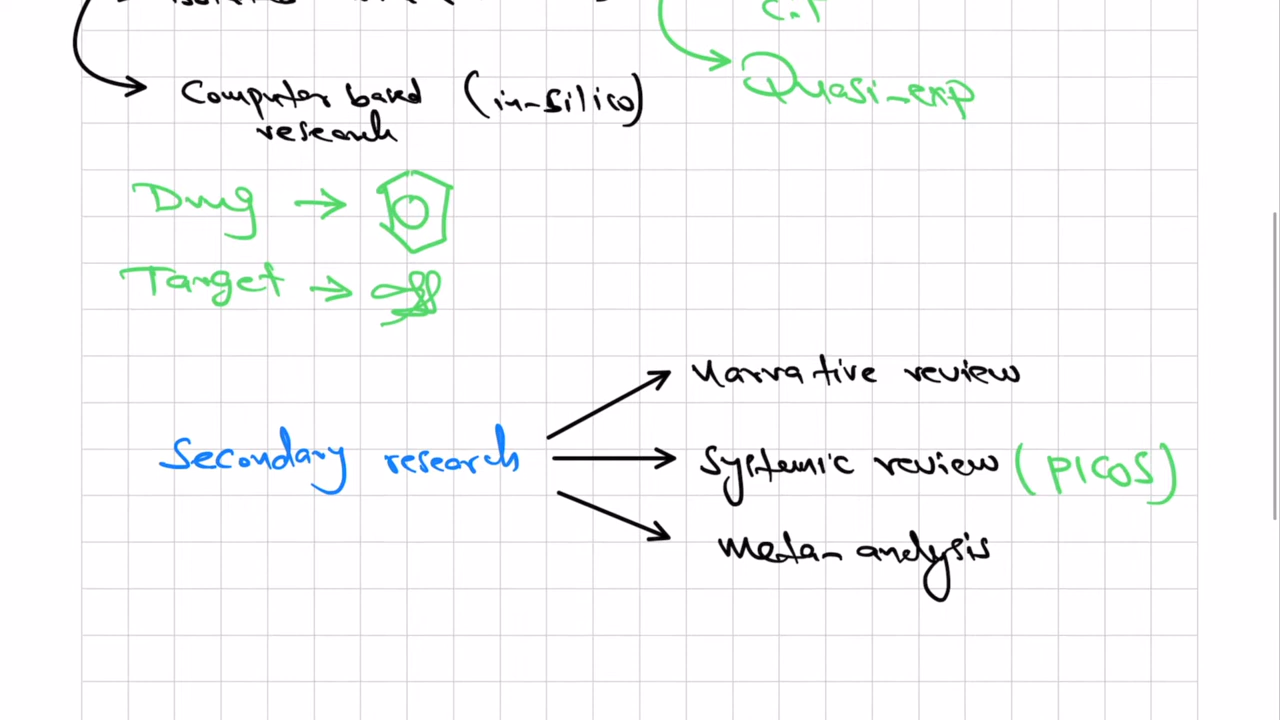 C.T
Computer based (in-silico)
research
Quasi-exp
Drug →
Target →
Narrative review
Secondary research
Systemic review (PICOS)
Meta-analysis